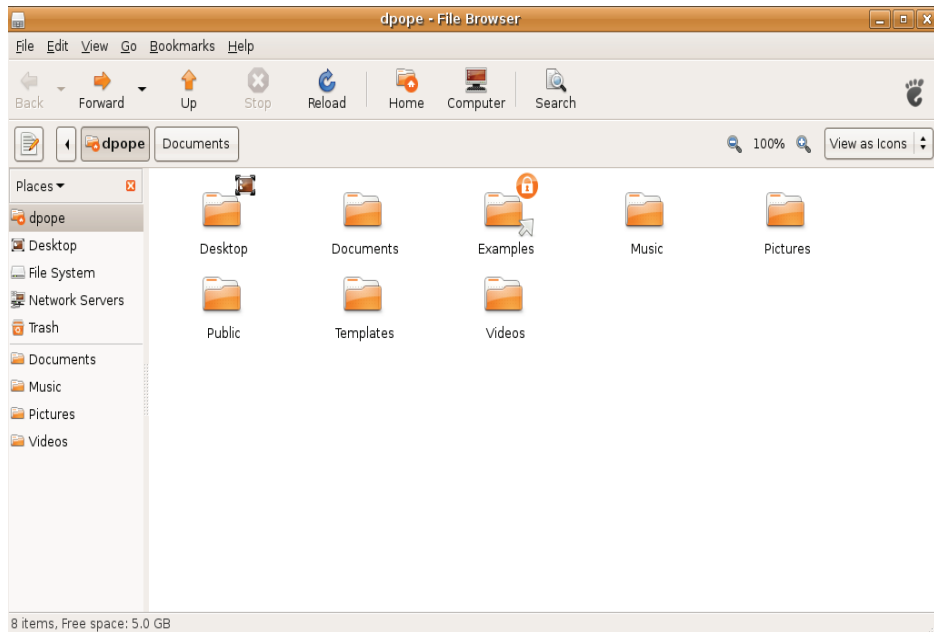 dpope - File Browser
File Edit View Go Bookmarks Help
Back Forward Up Stop Reload Home Computer Search
dpope Documents 100% View as Icons
Places
dpope
Desktop
File System
Network Servers
Trash
Documents
Music
Pictures
Videos
Desktop Documents Examples Music Pictures
Public Templates Videos
8 items, Free space: 5.0 GB